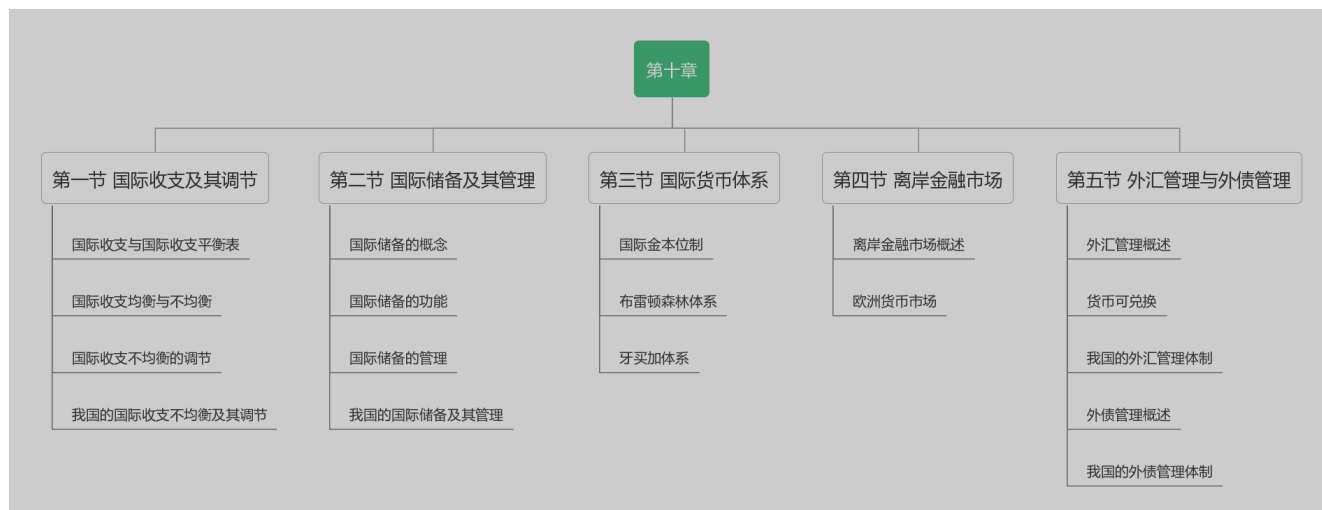 第十章
第一节 国际收支及其调节
国际收支与国际收支平衡表
国际收支均衡与不均衡
国际收支不均衡的调节
我国的国际收支不均衡及其调节
第二节 国际储备及其管理
国际储备的概念
国际储备的功能
国际储备的管理
我国的国际储备及其管理
第三节 国际货币体系
国际金本位制
布雷顿森林体系
牙买加体系
第四节 离岸金融市场
离岸金融市场概述
欧洲货币市场
第五节 外汇管理与外债管理
外汇管理概述
货币可兑换
我国的外汇管理体制
外债管理概述
我国的外债管理体制